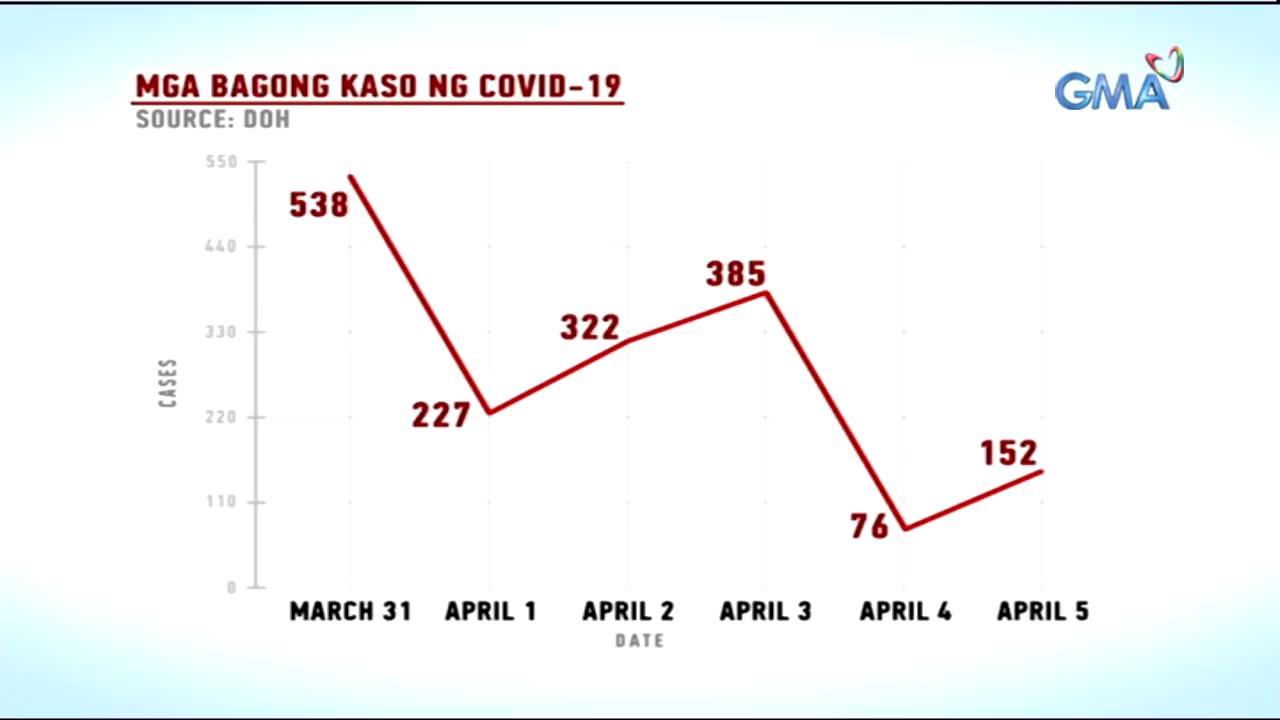 MGA BAGONG KASO NG COVID-19
SOURCE: DOH
GMA
CASES
550
440
330
220
110
0
538
227
322
385
76
152
MARCH 31 APRIL 1 APRIL 2 APRIL 3 APRIL 4 APRIL 5
DATE